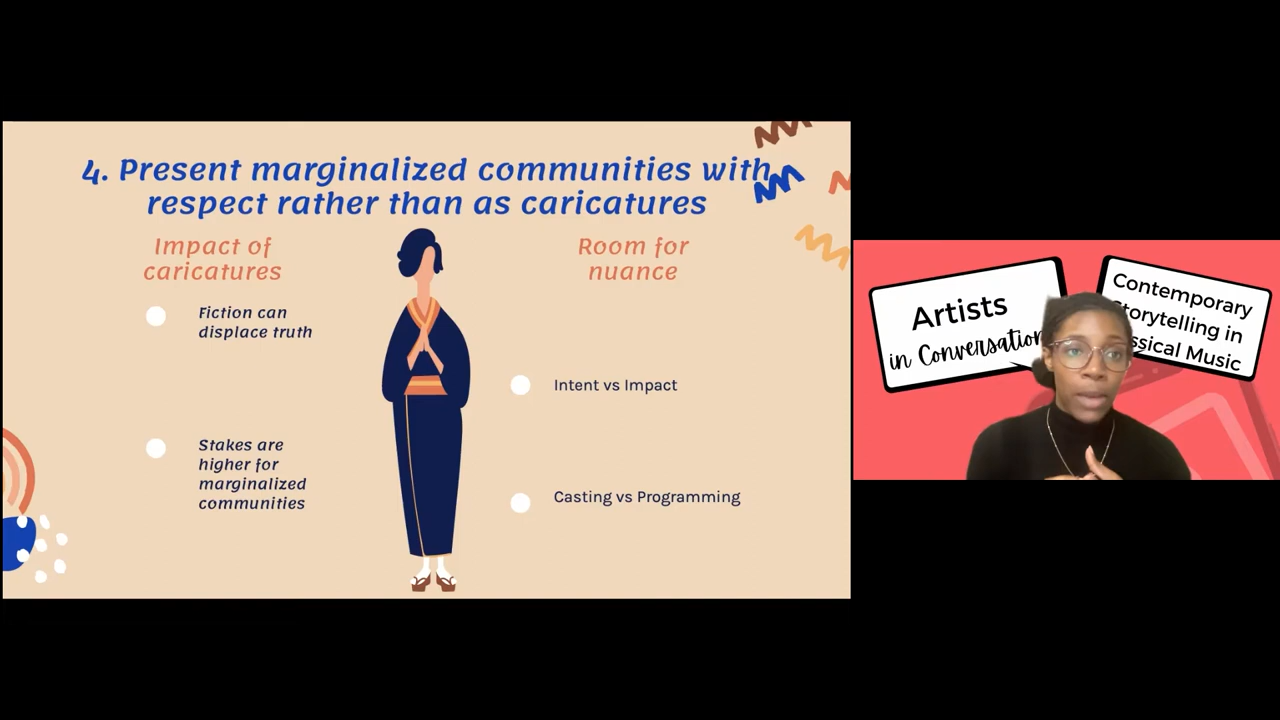 4. Present marginalized communities with
respect rather than as caricatures
Impact of
caricatures
Fiction can
displace truth
Stakes are
higher for
marginalized
communities
Room for
nuance
Intent vs Impact
Casting vs Programming
Artists
in Conversation
Contemporary
Storytelling in
ssical Music